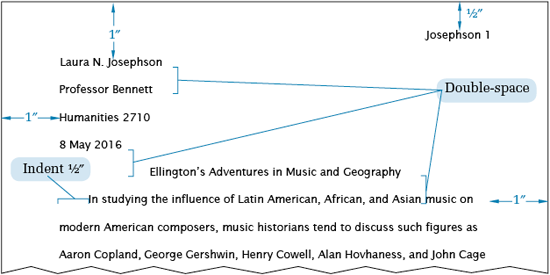 1″
½″
Josephson 1
Laura N. Josephson
Professor Bennett
Double-space
1″
Humanities 2710
8 May 2016
Indent ½″
Ellington’s Adventures in Music and Geography
In studying the influence of Latin American, African, and Asian music on
1″
modern American composers, music historians tend to discuss such figures as
Aaron Copland, George Gershwin, Henry Cowell, Alan Hovhaness, and John Cage